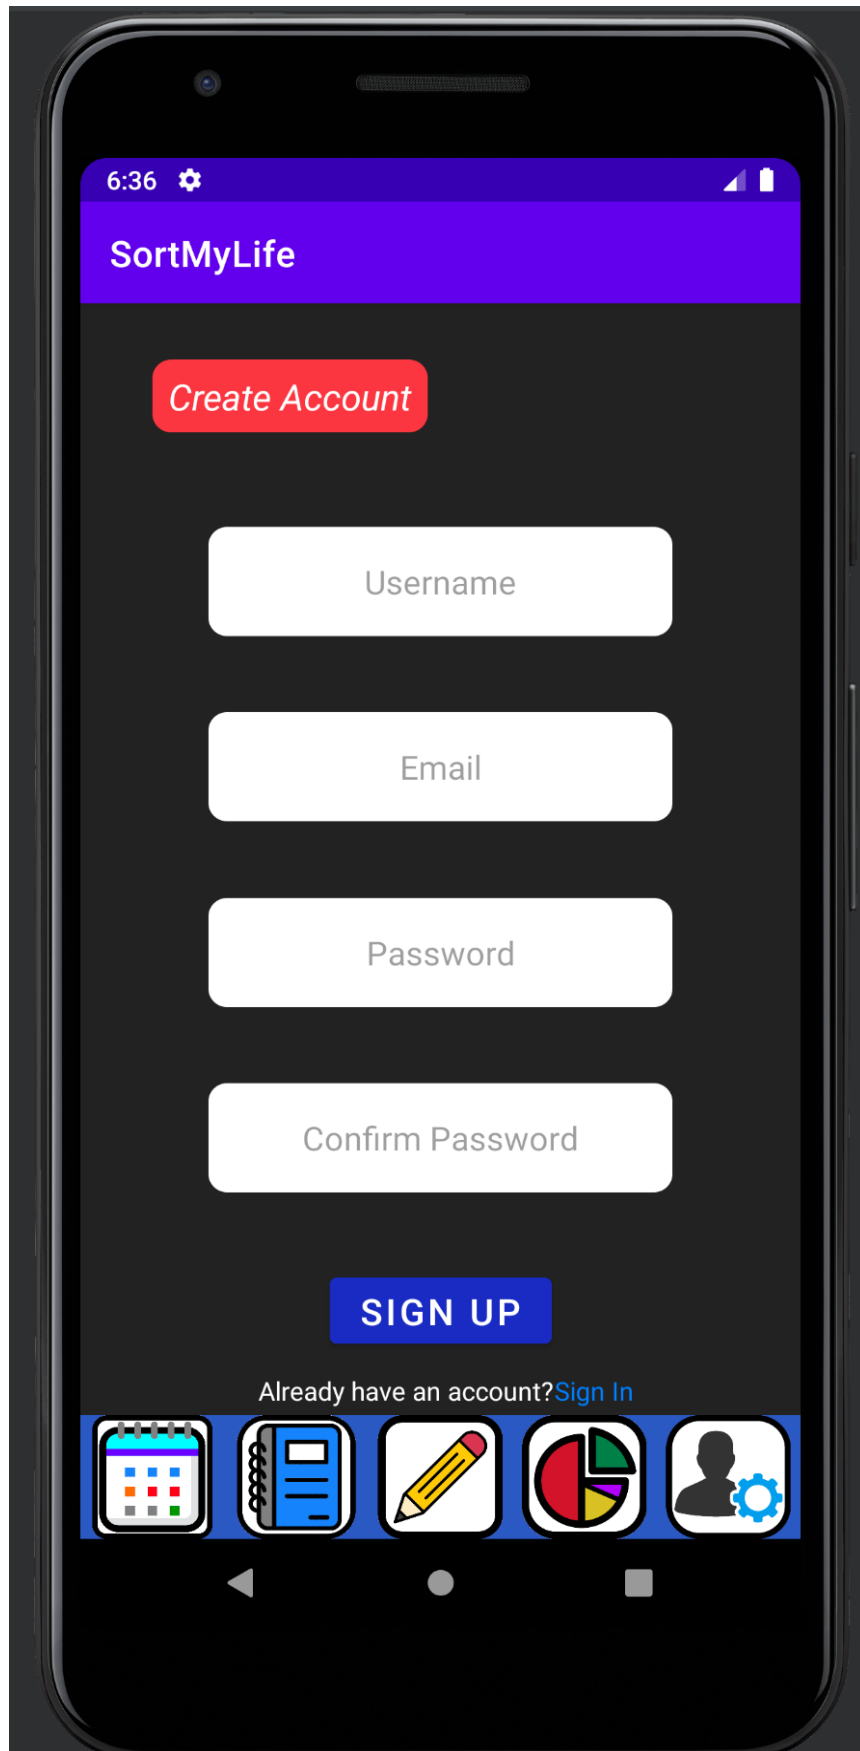 6:36
SortMyLife
Create Account
Username
Email
Password
Confirm Password
SIGN UP
Already have an account?Sign In